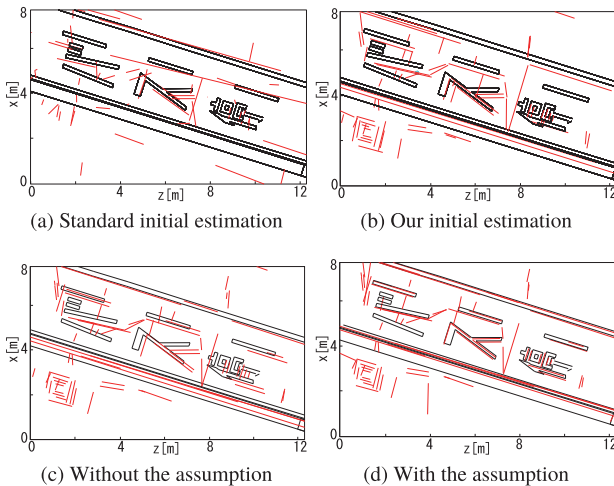 8
x[m]
4
0
0
4
z[m]
8
12
(a) Standard initial estimation
8
x[m]
4
0
0
4
z[m]
8
12
(b) Our initial estimation
8
x[m]
4
0
0
4
z[m]
8
12
(c) Without the assumption
8
x[m]
4
0
0
4
z[m]
8
12
(d) With the assumption